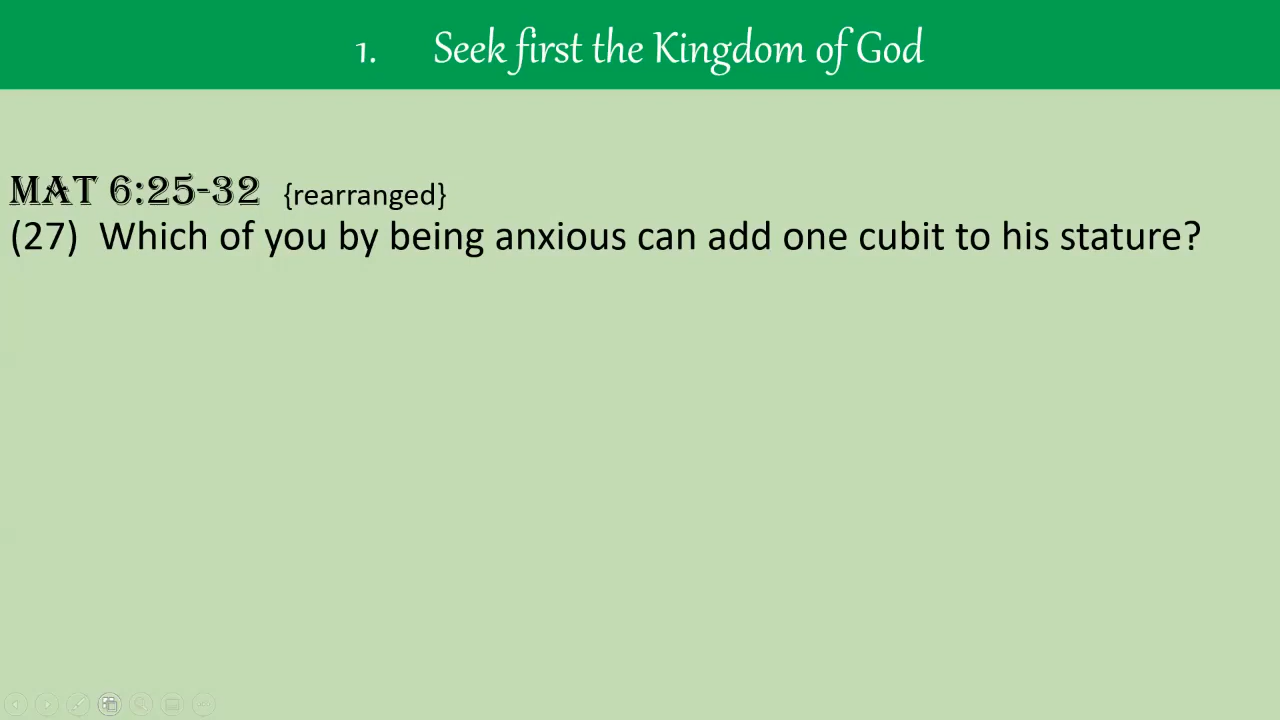 1. Seek first the Kingdom of God
MAT 6:25-32 {rearranged}
(27) Which of you by being anxious can add one cubit to his stature?